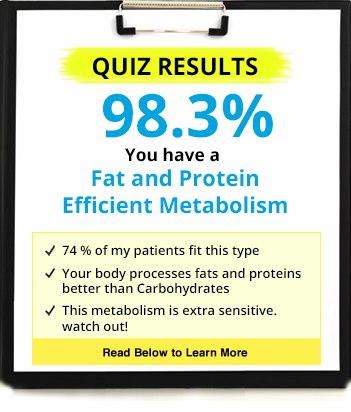 QUIZ RESULTS
98.3%
You have a
Fat and Protein
Efficient Metabolism
74 % of my patients fit this type
Your body processes fats and proteins
better than Carbohydrates
This metabolism is extra sensitive.
watch out!
Read Below to Learn More